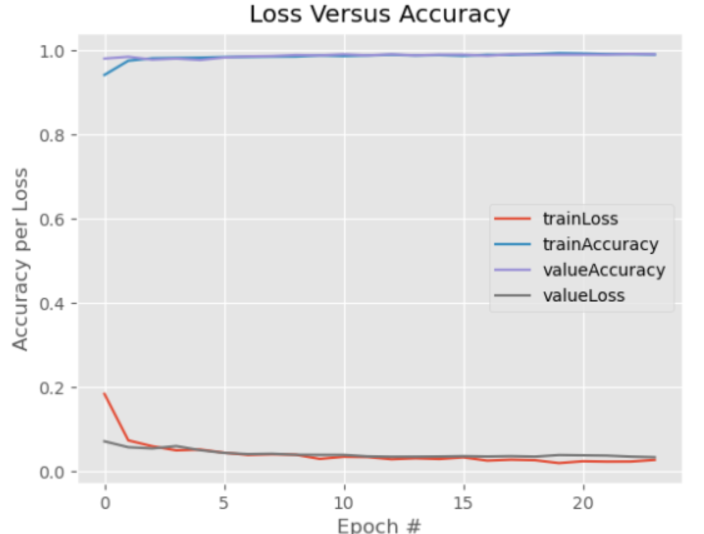 Loss Versus Accuracy
1.0
0.8
0.6
0.4
0.2
0.0
Accuracy per Loss
trainLoss
trainAccuracy
valueAccuracy
valueLoss
0 5 10 15 20
Epoch #